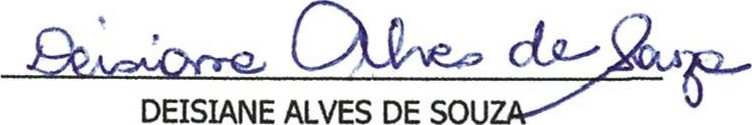 Deisiane Alves de Souza
DEISIANE ALVES DE SOUZA